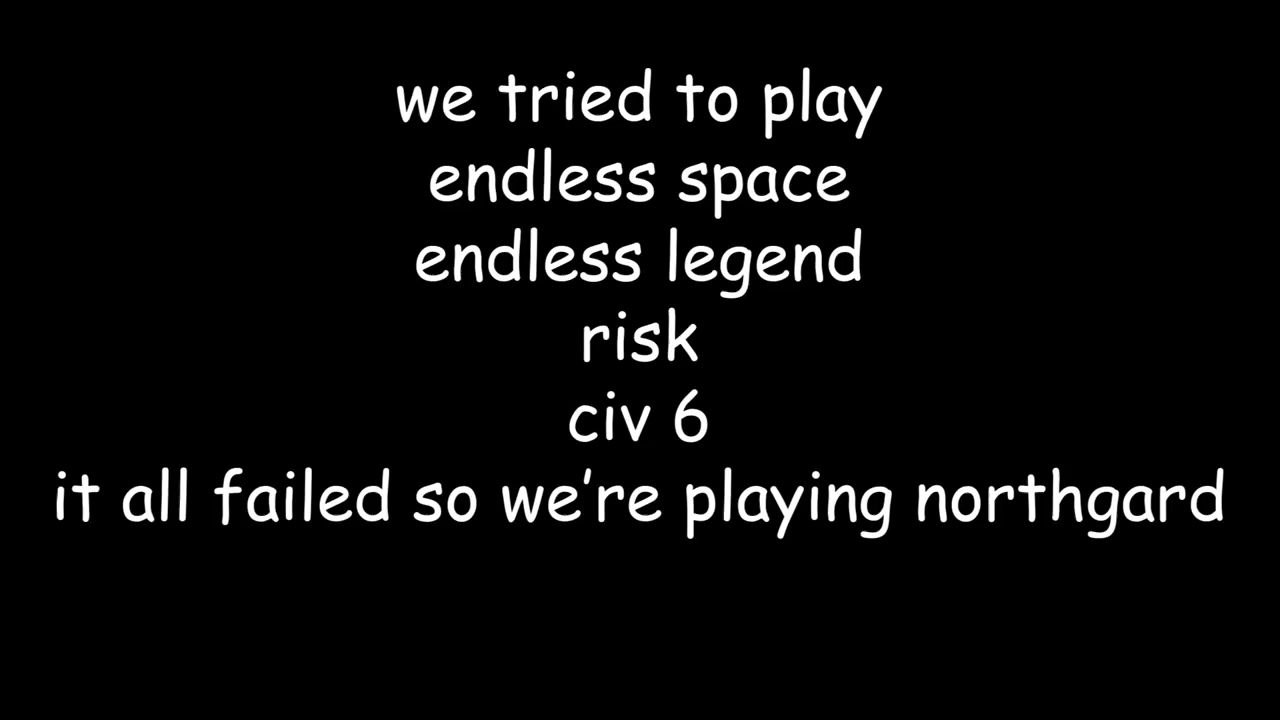 we tried to play
endless space
endless legend
risk
civ 6
it all failed so we're playing northgard